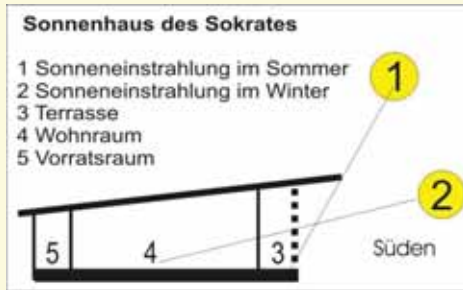 Sonnenhaus des Sokrates
1 Sonneneinstrahlung im Sommer
2 Sonneneinstrahlung im Winter
3 Terrasse
4 Wohnraum
5 Vorratsraum
1
2
5 4 3 Süden